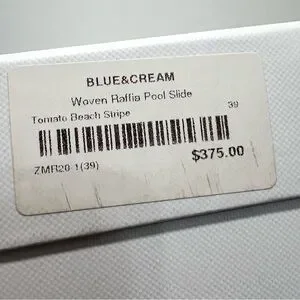 BLUE&CREAM
Woven Raffia Pool Slide
Tomato Beach Stripe 39
$375.00
ZMR20-1(39)